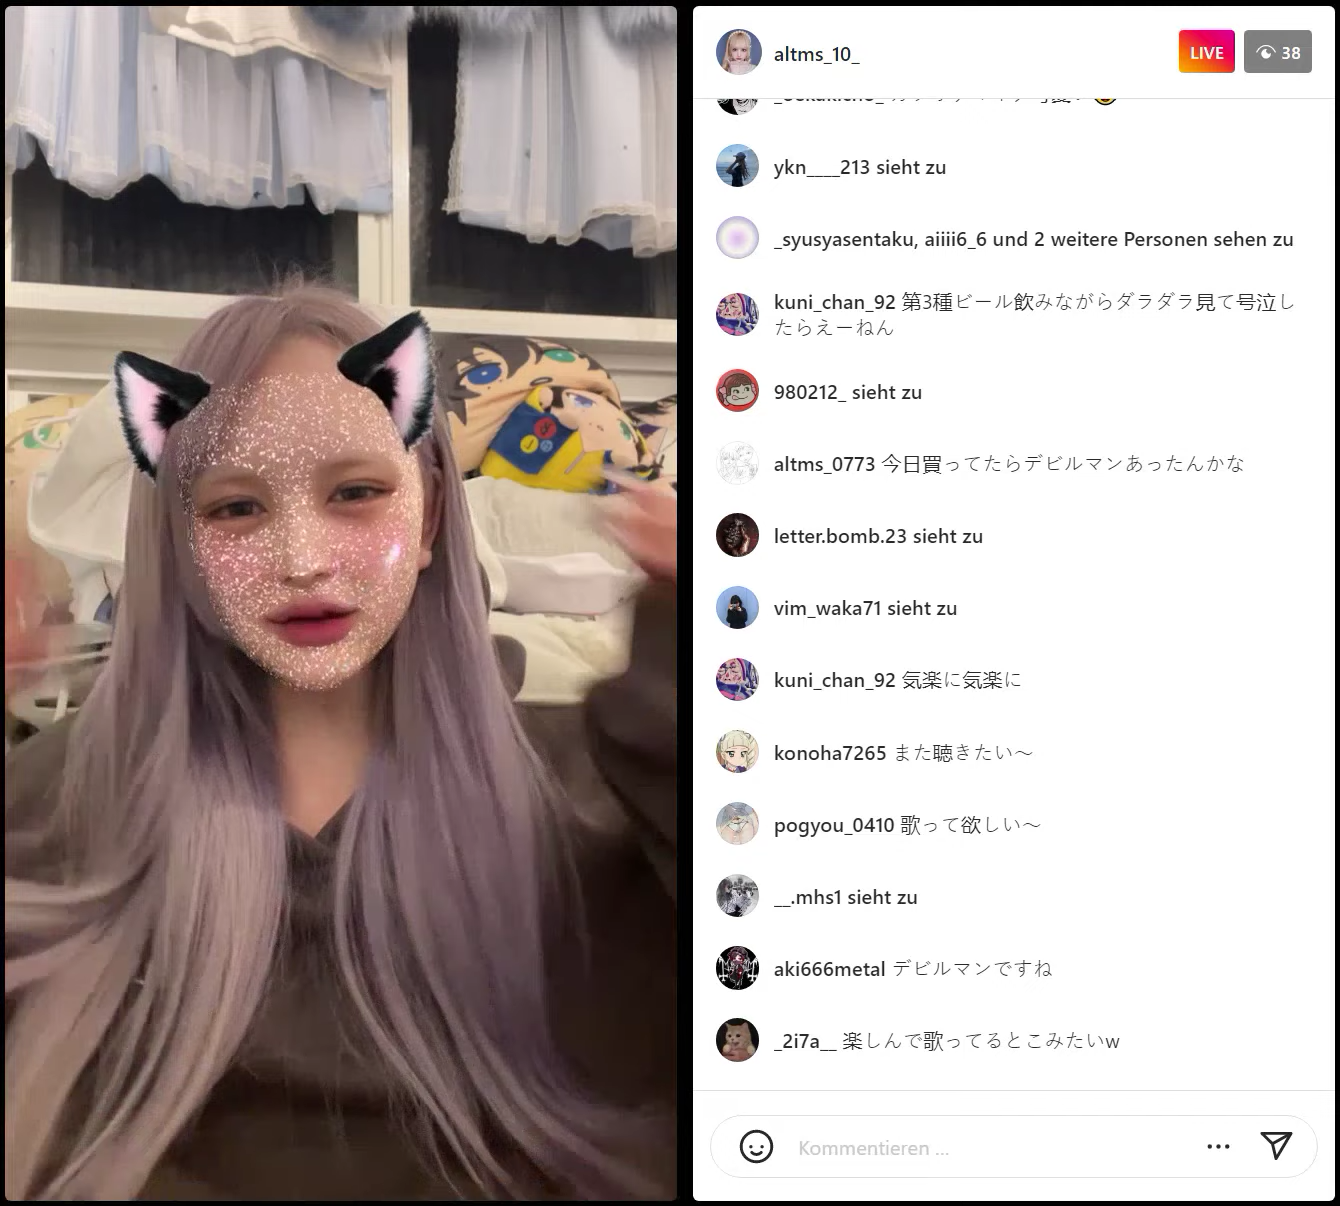 altms_10_
LIVE
38
ykn____213 sieht zu
_syusyasentaku, aiiii6_6 und 2 weitere Personen sehen zu
kuni_chan_92 第3種ビール飲みながらダラダラ見て号泣し
たらえーねん
980212_ sieht zu
altms_0773 今日買ってたらデビルマンあったんかな
letter.bomb.23 sieht zu
vim_waka71 sieht zu
kuni_chan_92 気楽に気楽に
konoha7265 また聴きたい〜
pogyou_0410 歌って欲しい〜
__.mhs1 sieht zu
aki666metal デビルマンですね
_2i7a__ 楽しんで歌ってるとこみたいw
Kommentieren ...